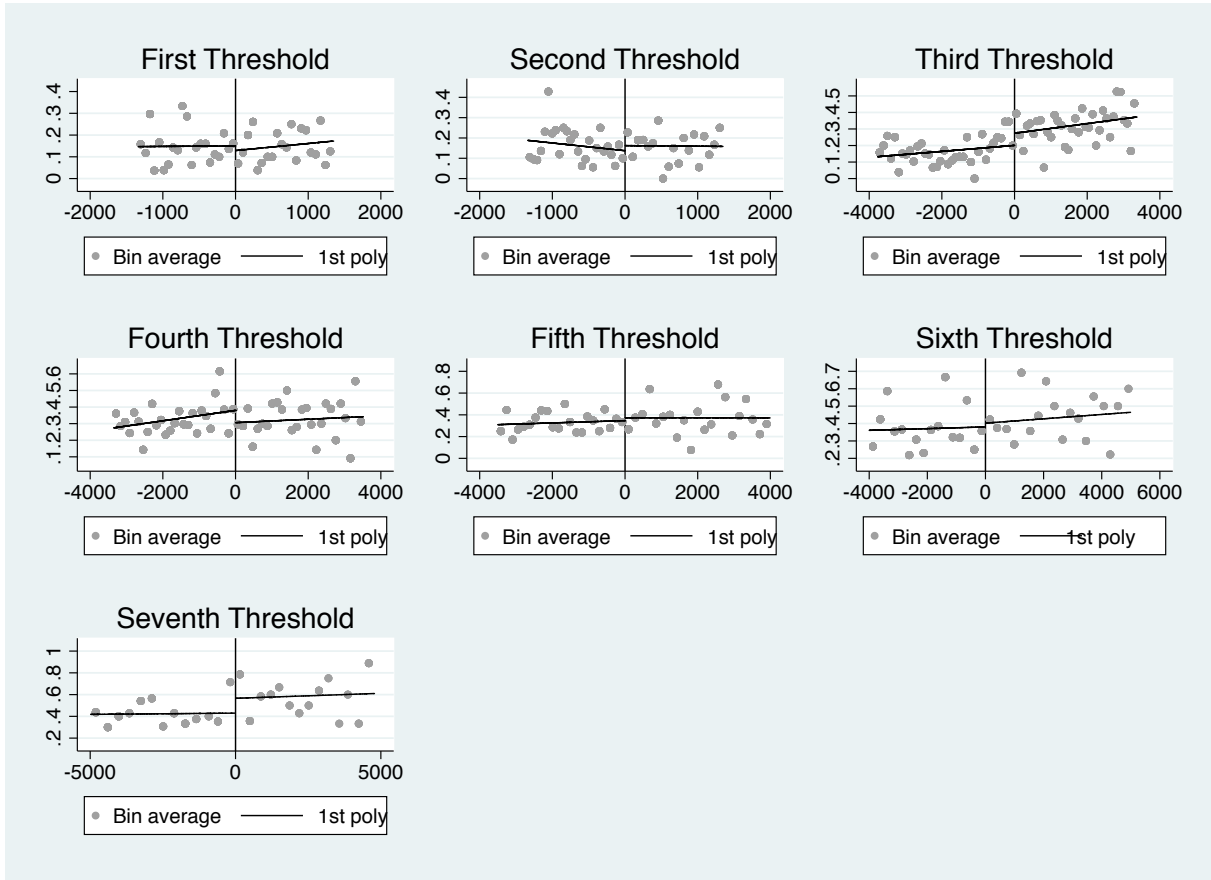 First Threshold
0 .1 .2 .3 .4
-2000 -1000 0 1000 2000
Bin average 1st poly
Second Threshold
0 .1 .2 .3 .4
-2000 -1000 0 1000 2000
Bin average 1st poly
Third Threshold
0 .1 .2 .3 .4 .5
-4000 -2000 0 2000 4000
Bin average 1st poly
Fourth Threshold
.1 .2 .3 .4 .5 .6
-4000 -2000 0 2000 4000
Bin average 1st poly
Fifth Threshold
0 .2 .4 .6 .8
-4000 -2000 0 2000 4000
Bin average 1st poly
Sixth Threshold
.2 .3 .4 .5 .6 .7
-4000 -2000 0 2000 4000 6000
Bin average 1st poly
Seventh Threshold
.2 .4 .6 .8 1
-5000 0 5000
Bin average 1st poly